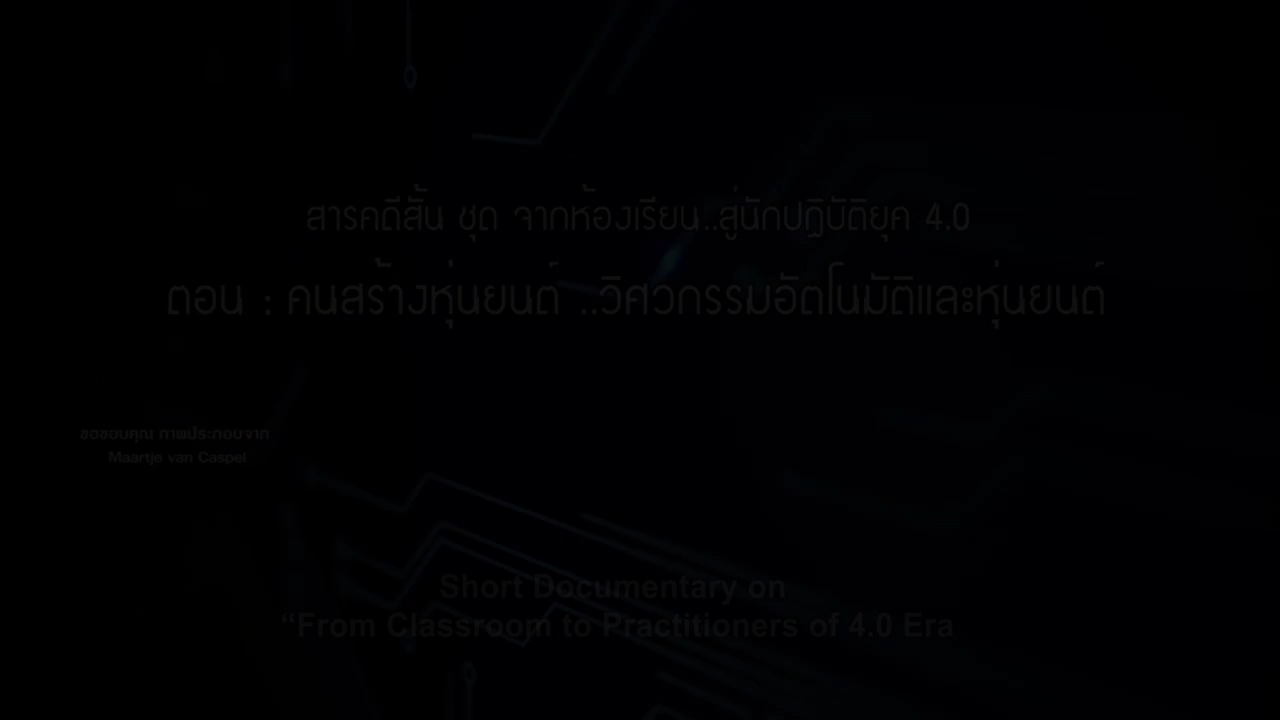 สารคดีสั้น ชุด จากห้องเรียน..สู่นักปฏิบัติยุค 4.0
ตอน : คนสร้างหุ่นยนต์ ..วิศวกรรมอัตโนมัติและหุ่นยนต์
ขอขอบคุณ ภาพประกอบจาก
Maartje van Caspel
Short Documentary on
“From Classroom to Practitioners of 4.0 Era